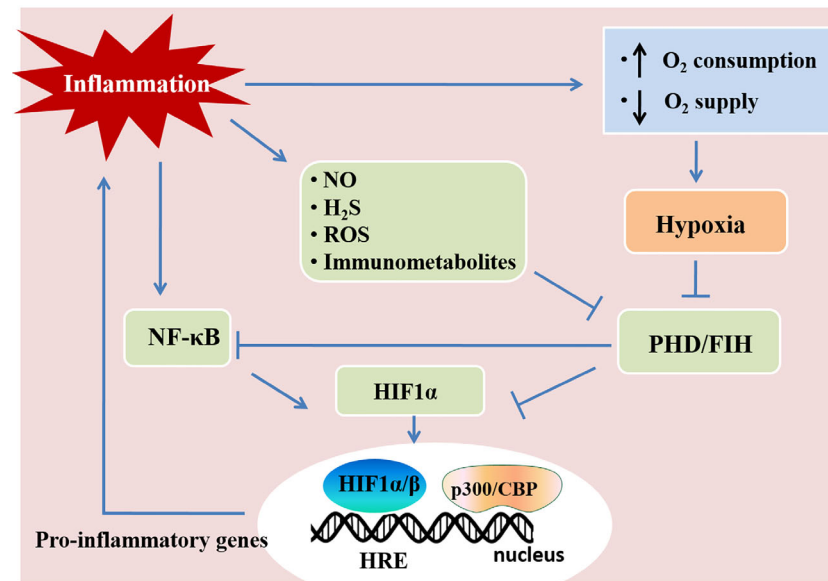 Inflammation
· ↑ O₂ consumption
· ↓ O₂ supply
· NO
· H₂S
· ROS
· Immunometabolites
Hypoxia
NF-κB
PHD/FIH
HIF1α
HIF1α/β
p300/CBP
Pro-inflammatory genes
HRE
nucleus